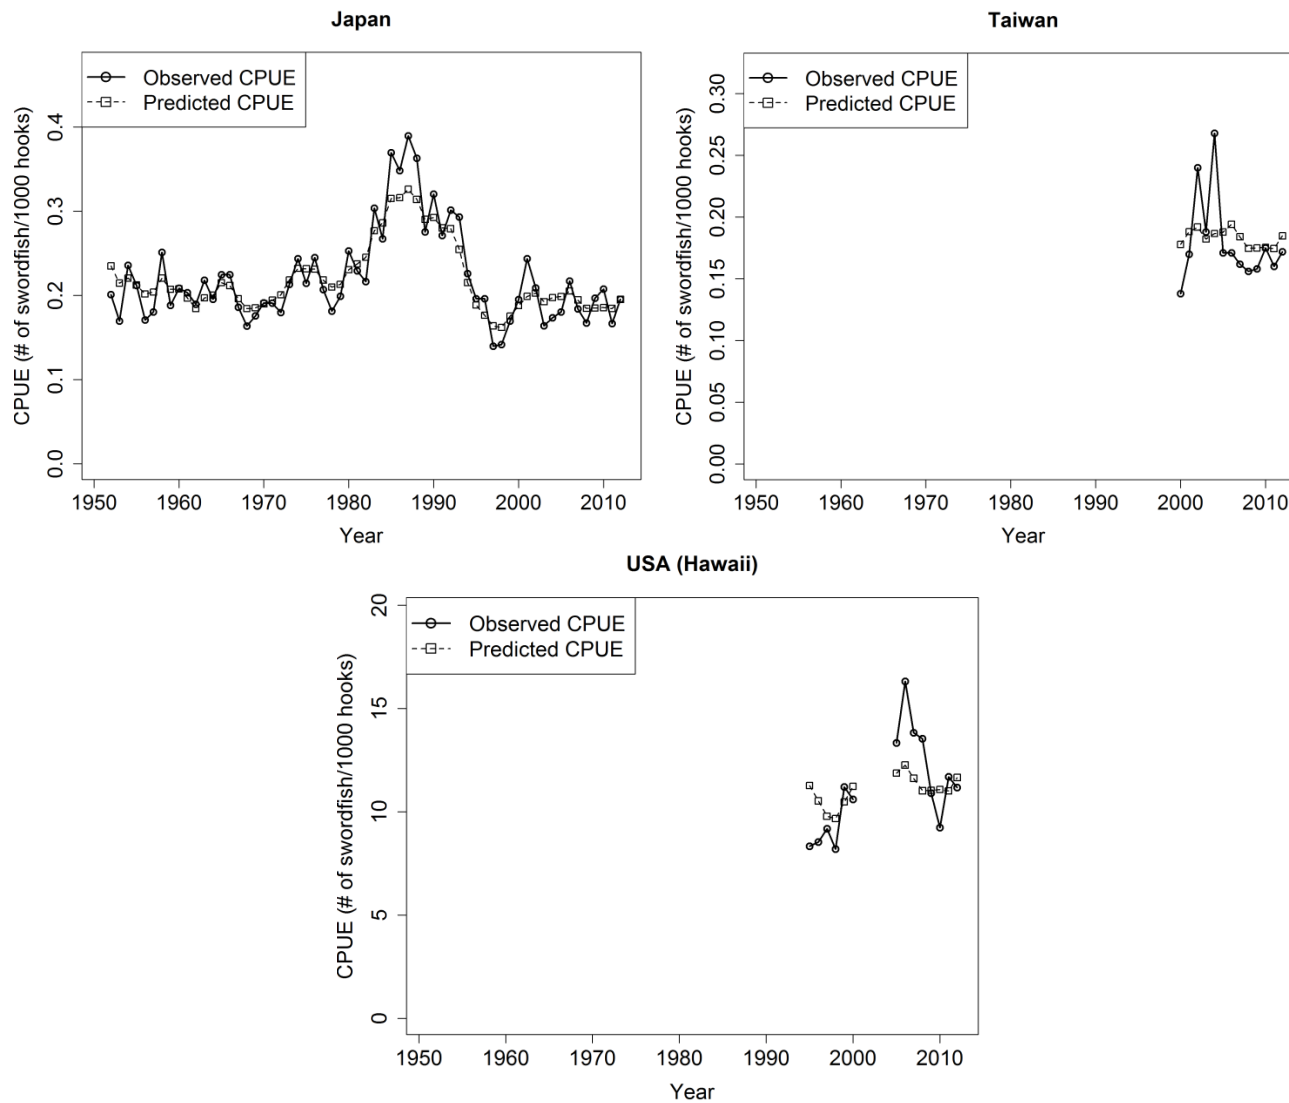 Japan
Observed CPUE
Predicted CPUE
CPUE (# of swordfish/1000 hooks)
0.4
0.3
0.2
0.1
0.0
1950 1960 1970 1980 1990 2000 2010
Year
Taiwan
Observed CPUE
Predicted CPUE
CPUE (# of swordfish/1000 hooks)
0.30
0.25
0.20
0.15
0.10
0.05
0.00
1950 1960 1970 1980 1990 2000 2010
Year
USA (Hawaii)
Observed CPUE
Predicted CPUE
CPUE (# of swordfish/1000 hooks)
20
15
10
5
0
1950 1960 1970 1980 1990 2000 2010
Year